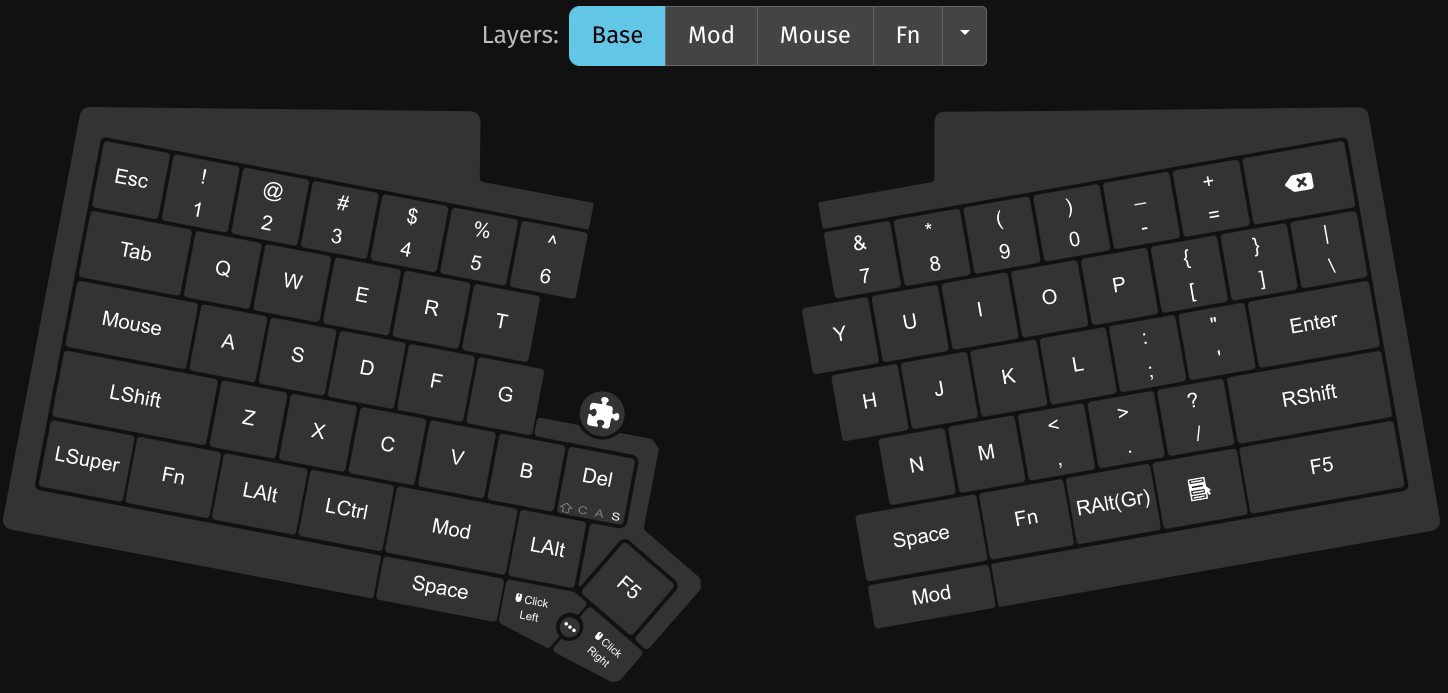 Layers: Base Mod Mouse Fn
Esc
!
1
@
2
#
3
$
4
%
5
^
6
Tab
Q
W
E
R
T
Mouse
A
S
D
F
G
LShift
Z
X
C
V
B
Del
C A S
LSuper
Fn
LAlt
LCtrl
Mod
LAlt
F5
Space
Click
Left
Click
Right
&
7
*
8
(
9
)
0
_
-
+
=
Y
U
I
O
P
{
[
}
]
|
\
H
J
K
L
:
;
"
'
Enter
N
M
<
,
>
.
?
/
RShift
Space
Fn
RAlt(Gr)
F5
Mod